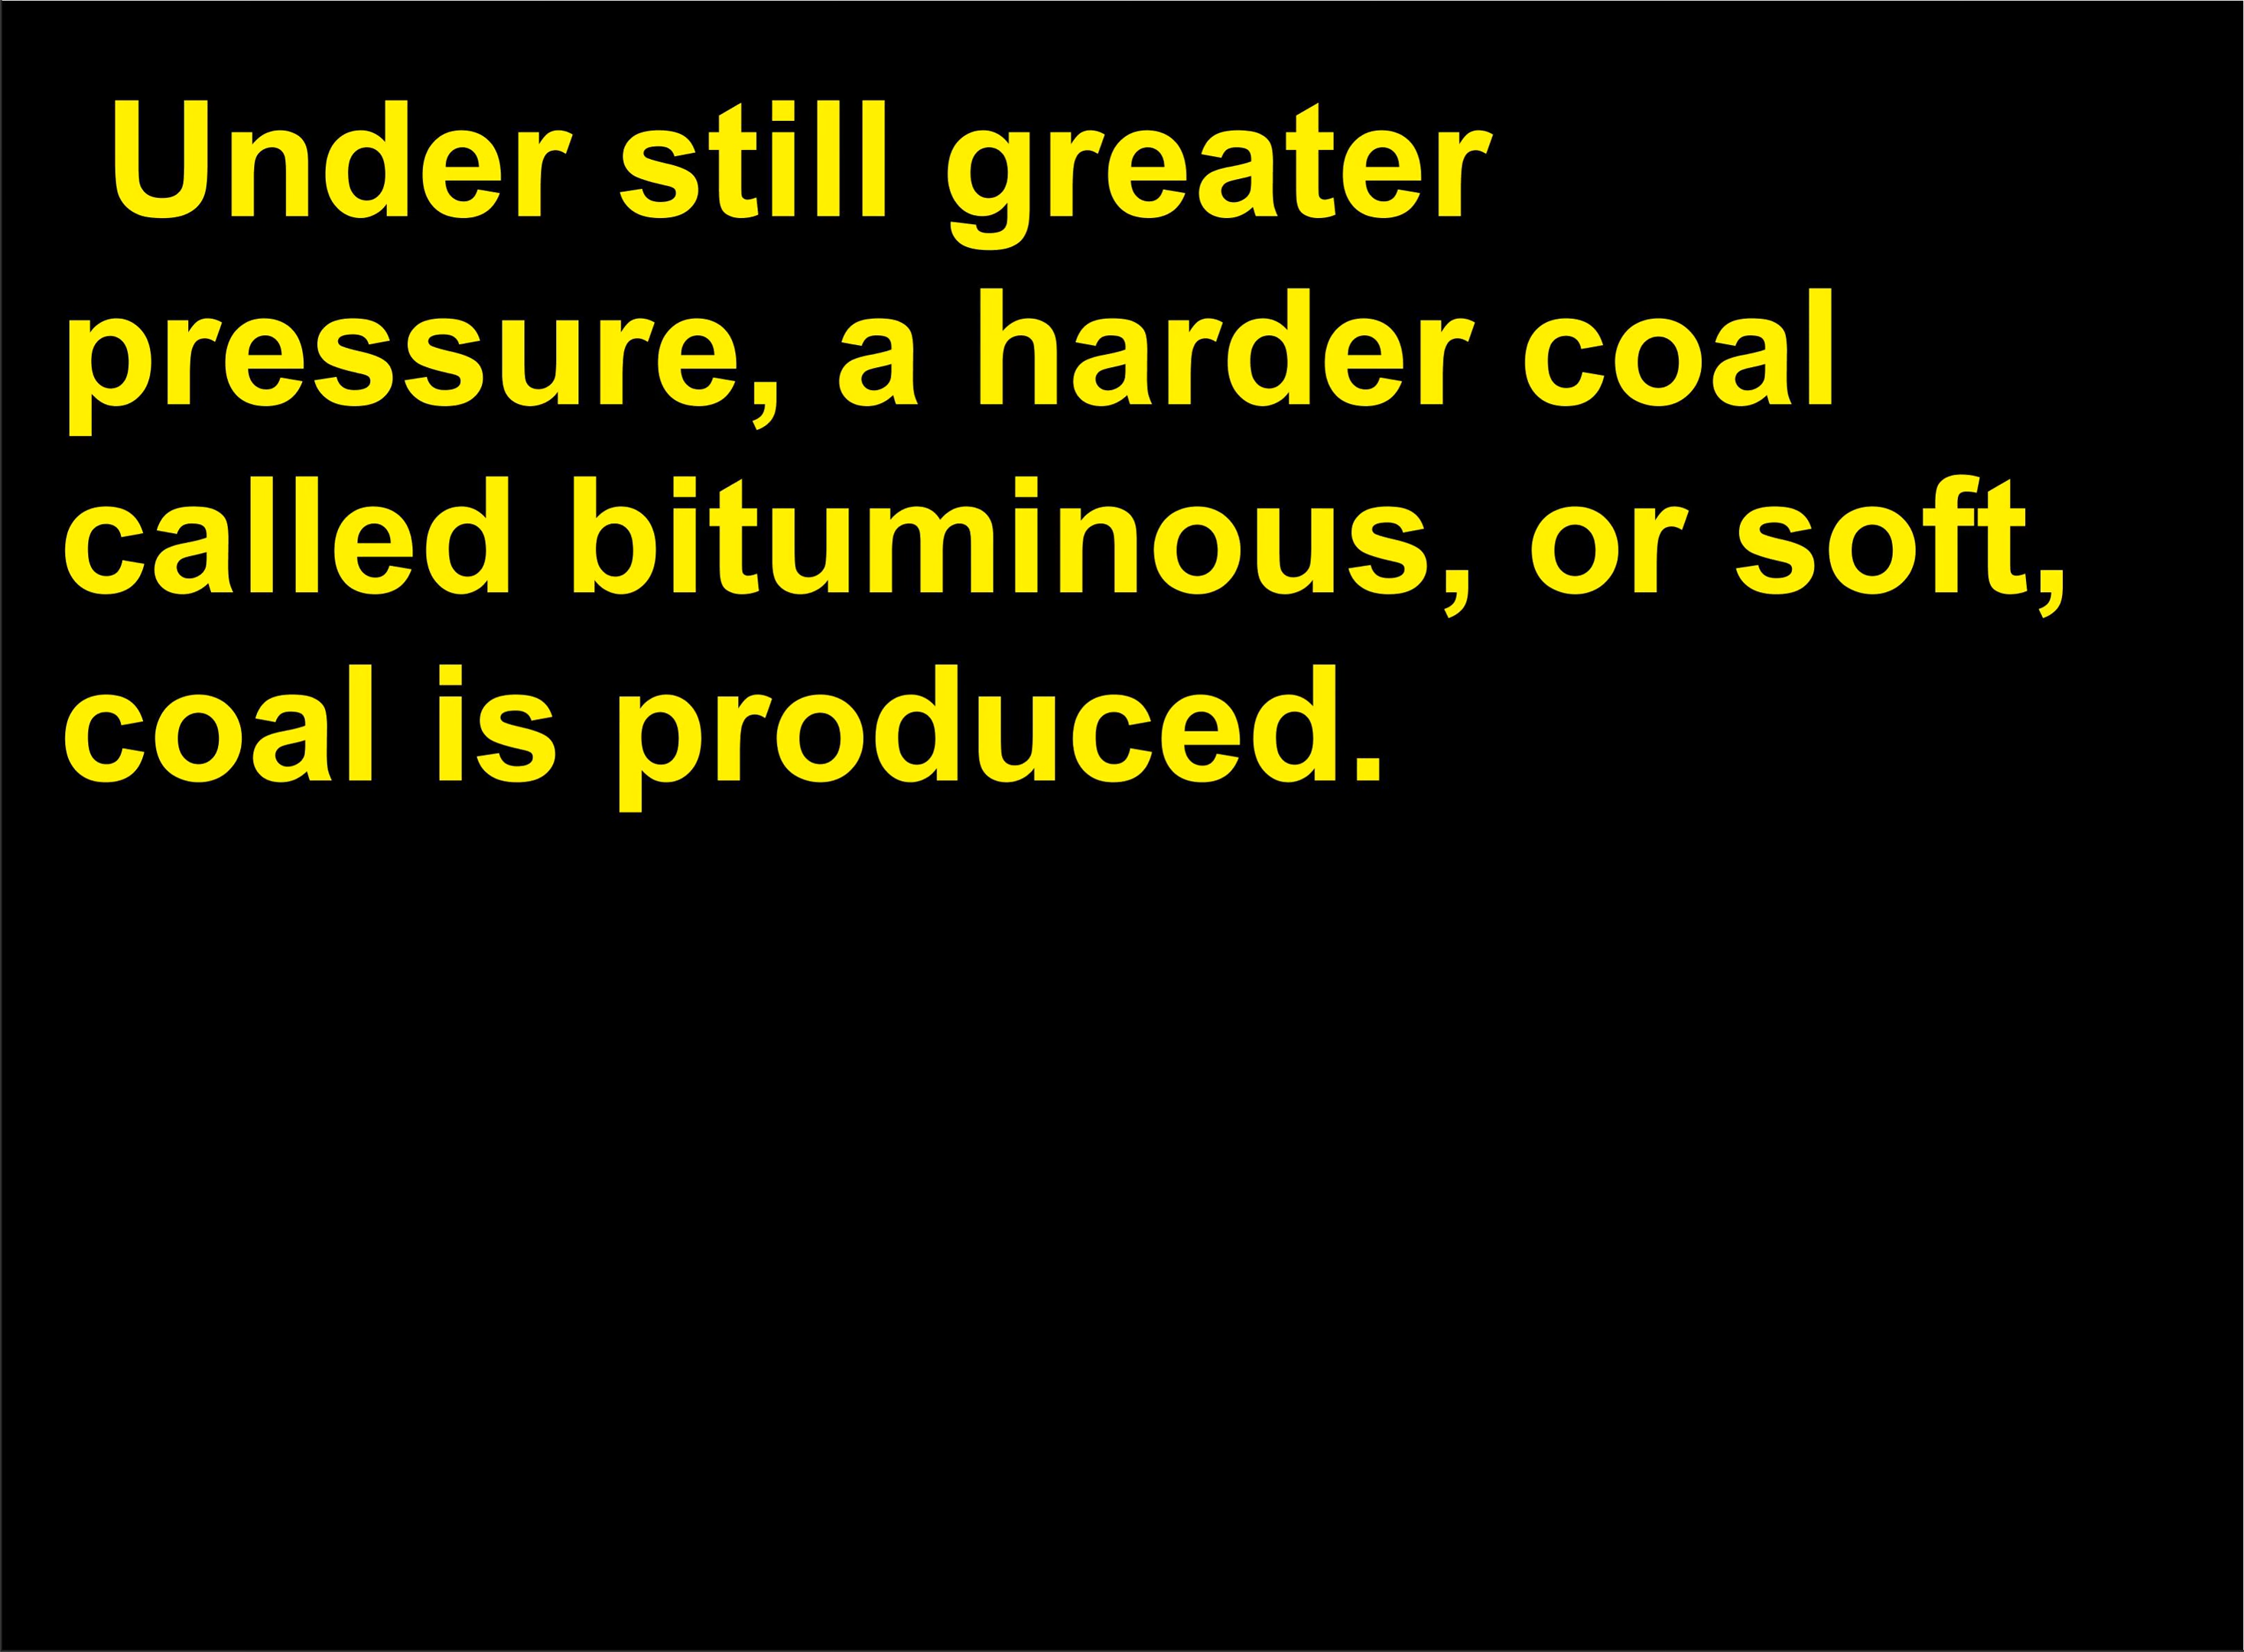 Under still greater
pressure, a harder coal
called bituminous, or soft,
coal is produced.